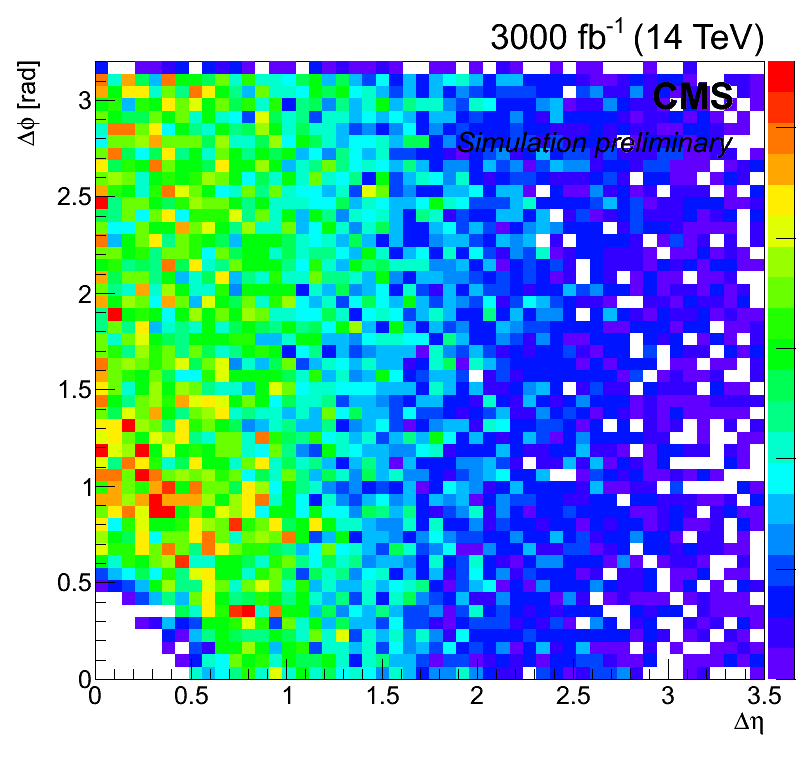 3000 fb⁻¹ (14 TeV)
Δϕ [rad]
CMS
Simulation preliminary
3
2.5
2
1.5
1
0.5
0
0 0.5 1 1.5 2 2.5 3 3.5
Δη